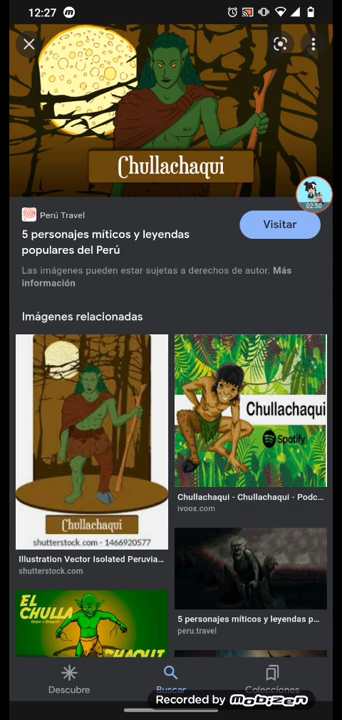 12:27
Chullachaqui
02:50
Perú Travel
5 personajes míticos y leyendas
populares del Perú
Visitar
Las imágenes pueden estar sujetas a derechos de autor. Más
información
Imágenes relacionadas
Chullachaqui
shutterstock.com · 1466920577
Illustration Vector Isolated Peruvia...
shutterstock.com
Chullachaqui
Spotify
Chullachaqui - Chullachaqui - Podc...
ivoox.com
5 personajes míticos y leyendas p...
peru.travel
EL
CHULLA
Descubre
Buscar
Colecciones
Recorded by mobizen